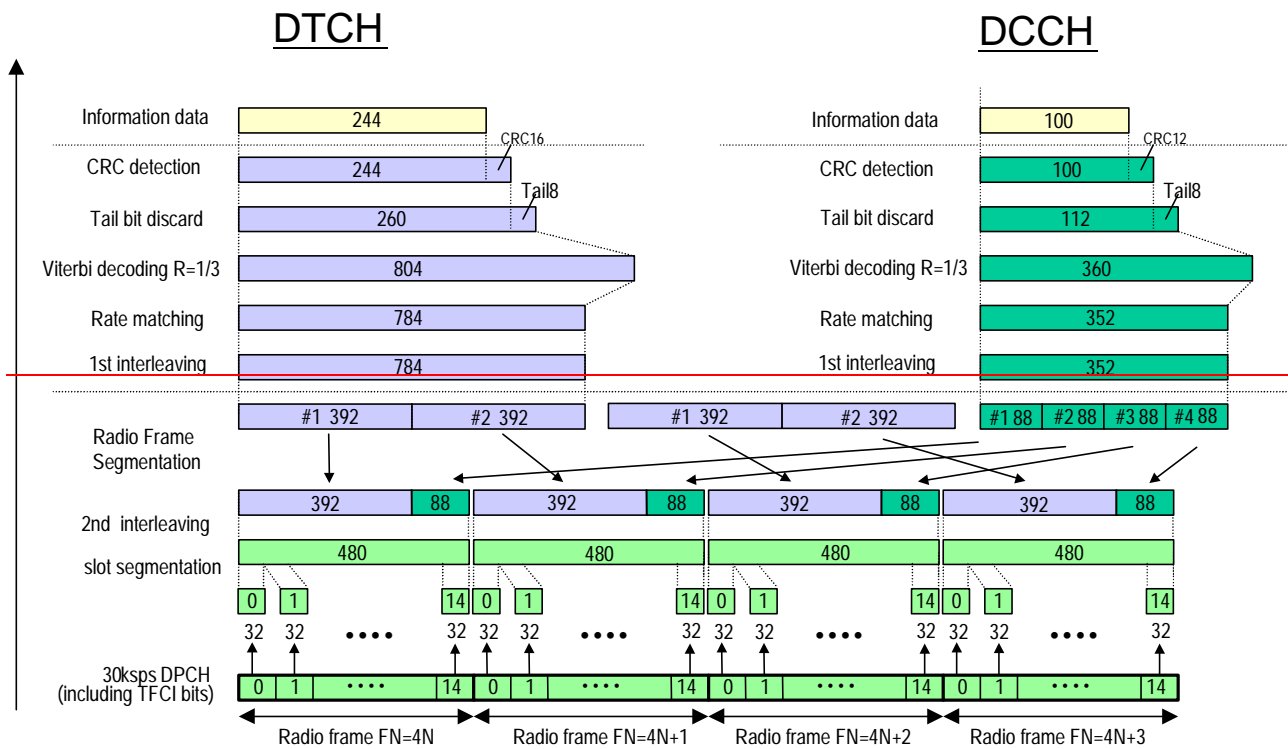 DTCH DCCH
Information data 244 Information data 100
CRC16 CRC12
CRC detection 244 CRC detection 100
Tail8 Tail8
Tail bit discard 260 Tail bit discard 112
Viterbi decoding R=1/3 804 Viterbi decoding R=1/3 360
Rate matching 784 Rate matching 352
1st interleaving 784 1st interleaving 352
#1 392 #2 392 #1 392 #2 392 #1 88 #2 88 #3 88 #4 88
Radio Frame
Segmentation
392 88 392 88 392 88 392 88
2nd interleaving
480 480 480 480
slot segmentation
0 1 14 0 1 14 0 1 14 0 1 14
32 32 •••• 32 32 32 •••• 32 32 32 •••• 32 32 32 •••• 32
30ksps DPCH
(including TFCI bits)
0 1 •••• 14 0 1 •••• 14 0 1 •••• 14 0 1 •••• 14
Radio frame FN=4N Radio frame FN=4N+1 Radio frame FN=4N+2 Radio frame FN=4N+3